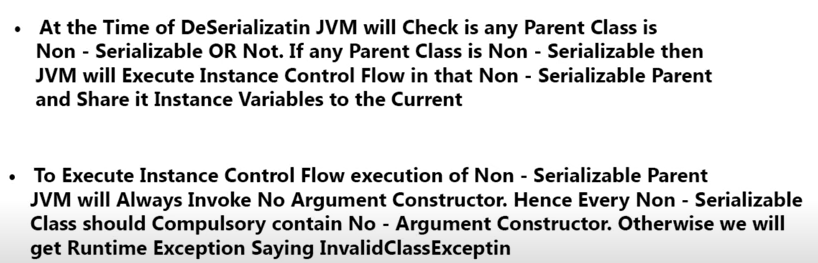 • At the Time of DeSerializatin JVM will Check is any Parent Class is
Non - Serializable OR Not. If any Parent Class is Non - Serializable then
JVM will Execute Instance Control Flow in that Non - Serializable Parent
and Share it Instance Variables to the Current
• To Execute Instance Control Flow execution of Non - Serializable Parent
JVM will Always Invoke No Argument Constructor. Hence Every Non - Serializable
Class should Compulsory contain No - Argument Constructor. Otherwise we will
get Runtime Exception Saying InvalidClassExceptin